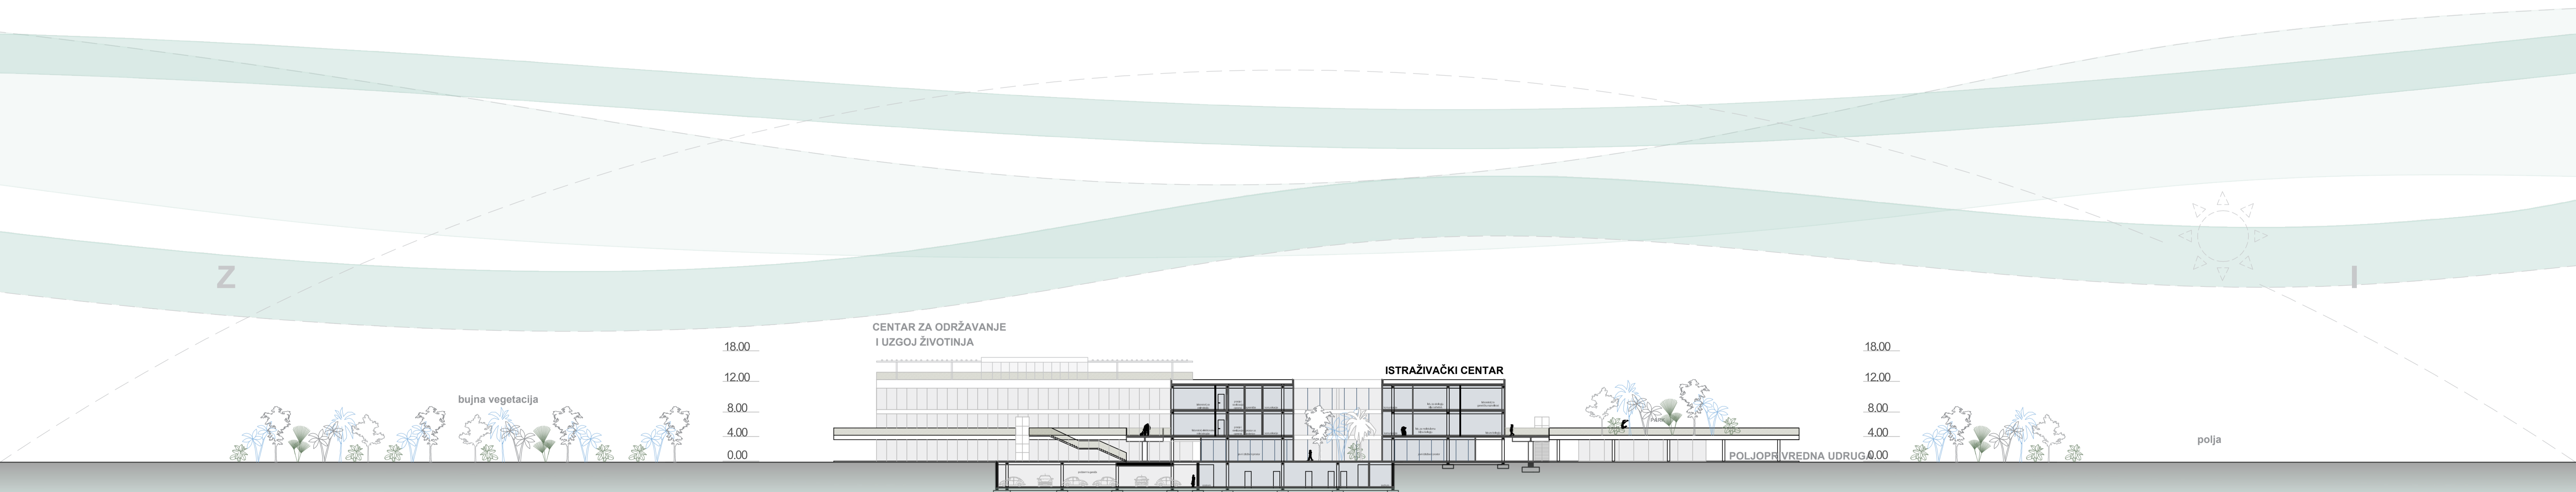 Z
I
CENTAR ZA ODRŽAVANJE
I UZGOJ ŽIVOTINJA
18.00
12.00
8.00
4.00
0.00
bujna vegetacija
ISTRAŽIVAČKI CENTAR
18.00
12.00
8.00
4.00
0.00
POLJOPRIVREDNA UDRUGA
polja